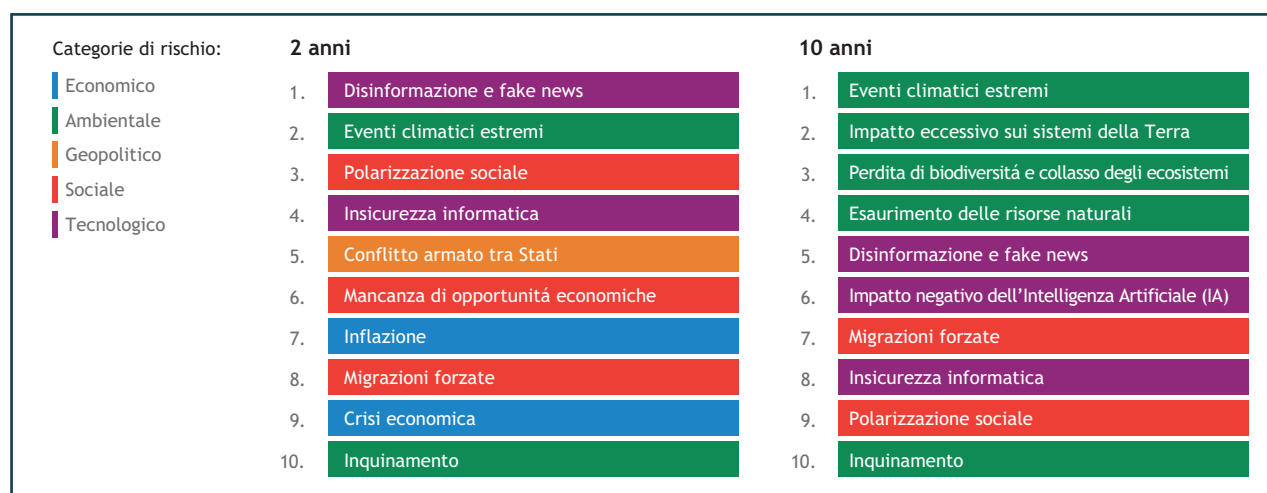 Categorie di rischio:
Economico
Ambientale
Geopolitico
Sociale
Tecnologico
2 anni
1. Disinformazione e fake news
2. Eventi climatici estremi
3. Polarizzazione sociale
4. Insicurezza informatica
5. Conflitto armato tra Stati
6. Mancanza di opportunitá economiche
7. Inflazione
8. Migrazioni forzate
9. Crisi economica
10. Inquinamento
10 anni
1. Eventi climatici estremi
2. Impatto eccessivo sui sistemi della Terra
3. Perdita di biodiversitá e collasso degli ecosistemi
4. Esaurimento delle risorse naturali
5. Disinformazione e fake news
6. Impatto negativo dell’Intelligenza Artificiale (IA)
7. Migrazioni forzate
8. Insicurezza informatica
9. Polarizzazione sociale
10. Inquinamento